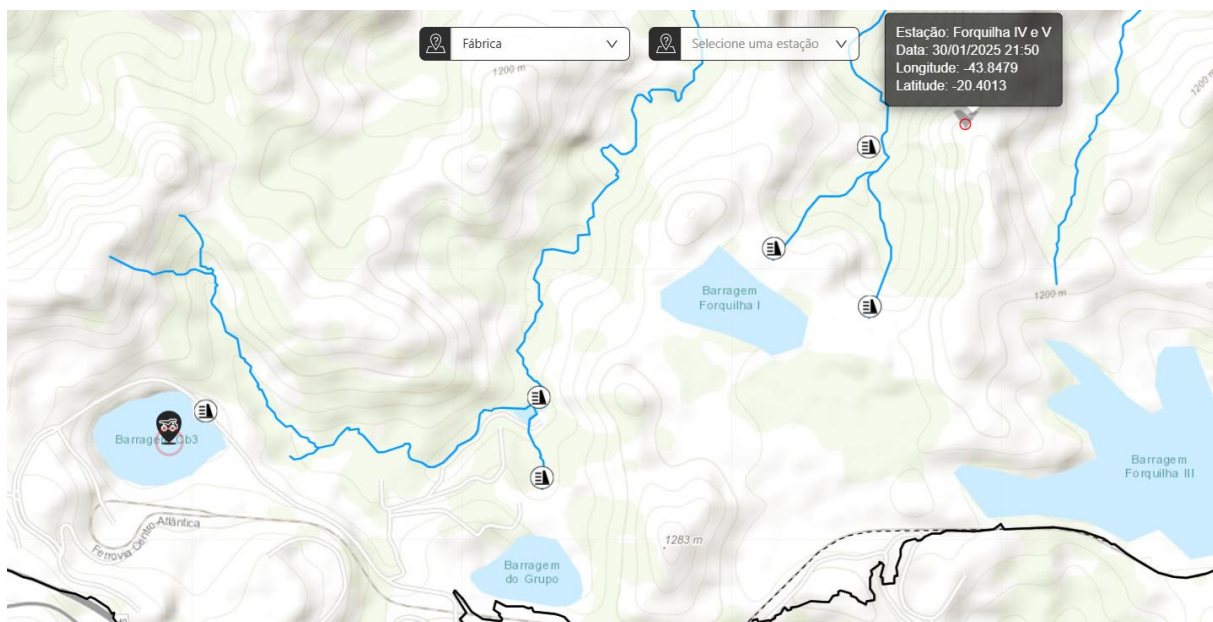 Fábrica
Selecione uma estação
Estação: Forquilha IV e V
Data: 30/01/2025 21:50
Longitude: -43.8479
Latitude: -20.4013
1200 m
1200 m
Barragem
Forquilha I
1200 m
Barragem
Forquilha III
Ferrovia Centro-Atlântica
1283 m
Barragem
do Grupo